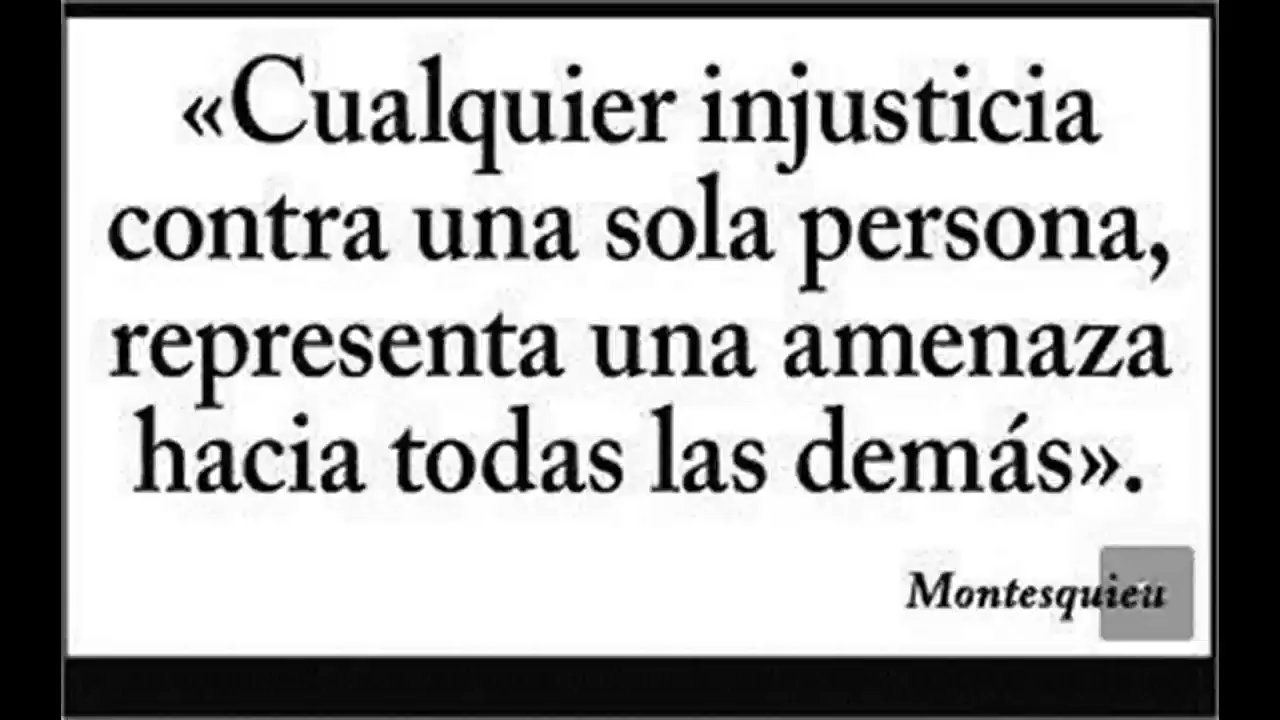 «Cualquier injusticia
contra una sola persona,
representa una amenaza
hacia todas las demás».
Montesquieu